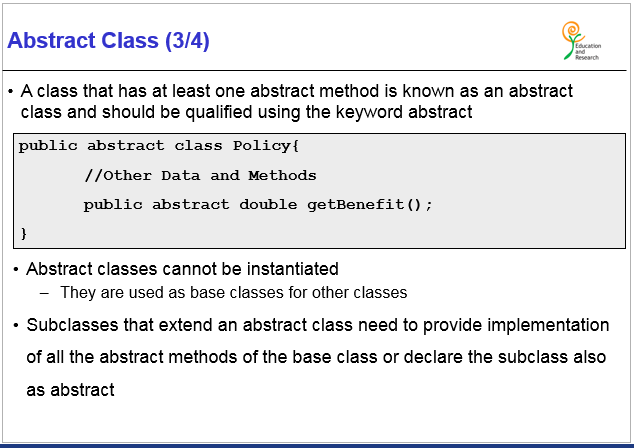 Abstract Class (3/4)
Education
and
Research
• A class that has at least one abstract method is known as an abstract
class and should be qualified using the keyword abstract
public abstract class Policy{
//Other Data and Methods
public abstract double getBenefit();
}
• Abstract classes cannot be instantiated
– They are used as base classes for other classes
• Subclasses that extend an abstract class need to provide implementation
of all the abstract methods of the base class or declare the subclass also
as abstract